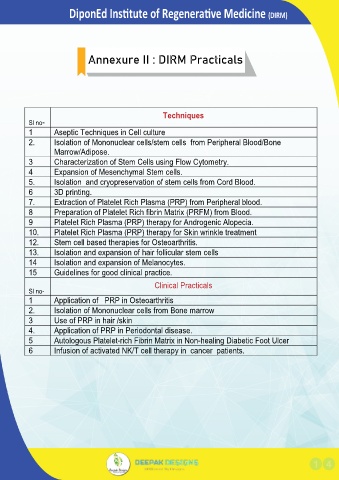 DiponEd Institute of Regenerative Medicine (DIRM)
Annexure II : DIRM Practicals
Sl no- Techniques
1 Aseptic Techniques in Cell culture
2. Isolation of Mononuclear cells/stem cells from Peripheral Blood/Bone
Marrow/Adipose.
3 Characterization of Stem Cells using Flow Cytometry.
4 Expansion of Mesenchymal Stem cells.
5. Isolation and cryopreservation of stem cells from Cord Blood.
6 3D printing.
7. Extraction of Platelet Rich Plasma (PRP) from Peripheral blood.
8 Preparation of Platelet Rich fibrin Matrix (PRFM) from Blood.
9 Platelet Rich Plasma (PRP) therapy for Androgenic Alopecia.
10. Platelet Rich Plasma (PRP) therapy for Skin wrinkle treatment
12. Stem cell based therapies for Osteoarthritis.
13. Isolation and expansion of hair follicular stem cells
14 Isolation and expansion of Melanocytes.
15 Guidelines for good clinical practice.
Sl no- Clinical Practicals
1 Application of PRP in Osteoarthritis
2. Isolation of Mononuclear cells from Bone marrow
3 Use of PRP in hair /skin
4. Application of PRP in Periodontal disease.
5 Autologous Platelet-rich Fibrin Matrix in Non-healing Diabetic Foot Ulcer
6 Infusion of activated NK/T cell therapy in cancer patients.
DEEPAK DESIGNS